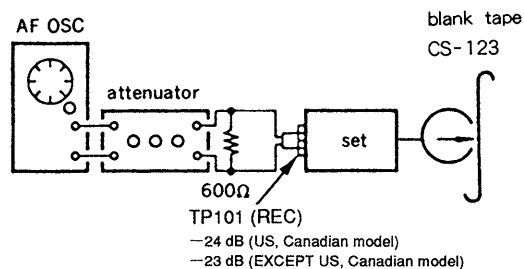 AF OSC
attenuator
blank tape
CS-123
set
600Ω
TP101 (REC)
—24 dB (US, Canadian model)
—23 dB (EXCEPT US, Canadian model)